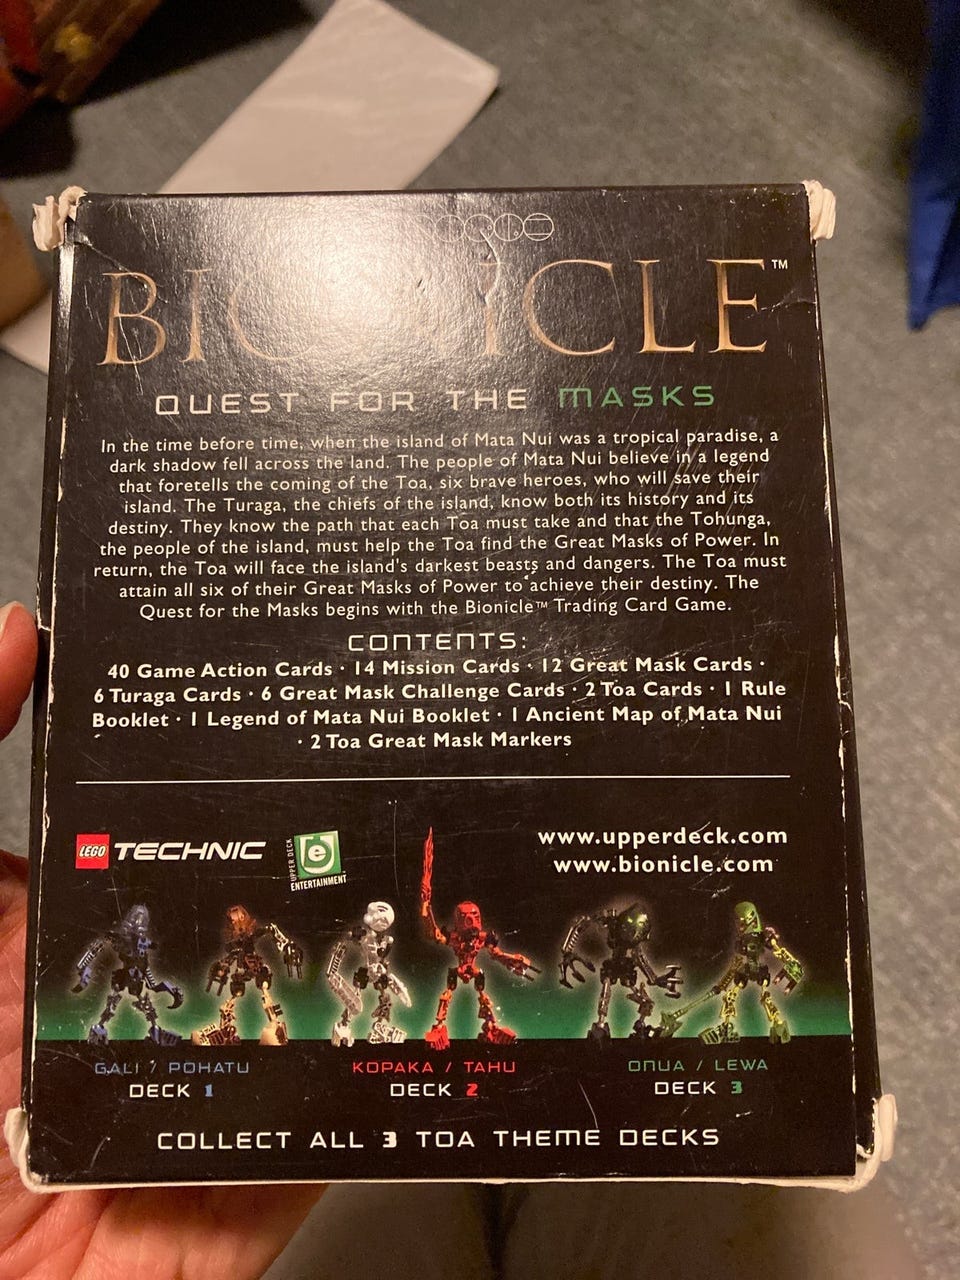 BIONICLE™
QUEST FOR THE MASKS
In the time before time, when the island of Mata Nui was a tropical paradise, a
dark shadow fell across the land. The people of Mata Nui believe in a legend
that foretells the coming of the Toa, six brave heroes, who will save their
island. The Turaga, the chiefs of the island, know both its history and its
destiny. They know the path that each Toa must take and that the Tohunga,
the people of the island, must help the Toa find the Great Masks of Power. In
return, the Toa will face the island's darkest beasts and dangers. The Toa must
attain all six of their Great Masks of Power to achieve their destiny. The
Quest for the Masks begins with the Bionicle™ Trading Card Game.
CONTENTS:
40 Game Action Cards · 14 Mission Cards · 12 Great Mask Cards ·
6 Turaga Cards · 6 Great Mask Challenge Cards · 2 Toa Cards · 1 Rule
Booklet · 1 Legend of Mata Nui Booklet · 1 Ancient Map of Mata Nui
· 2 Toa Great Mask Markers
LEGO TECHNIC
UPPER DECK
e
ENTERTAINMENT
www.upperdeck.com
www.bionicle.com
GALI / POHATU
DECK 1
KOPAKA / TAHU
DECK 2
ONUA / LEWA
DECK 3
COLLECT ALL 3 TOA THEME DECKS